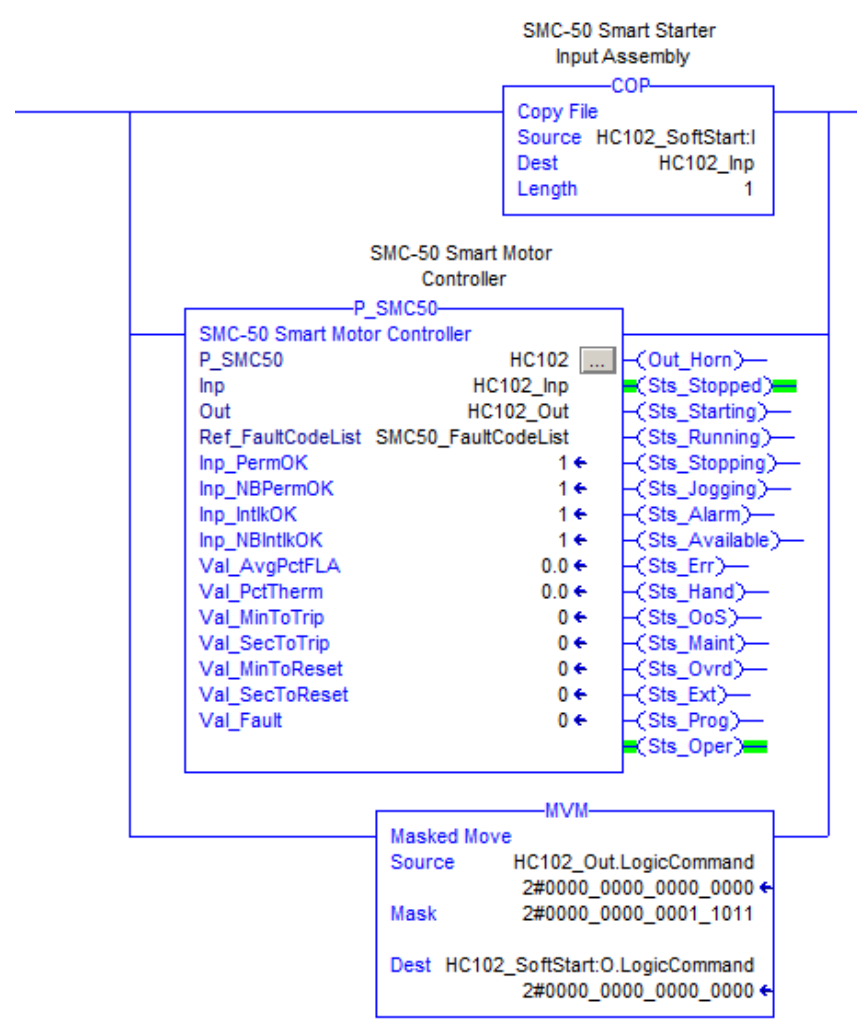 SMC-50 Smart Starter
Input Assembly
COP
Copy File
Source HC102_SoftStart:I
Dest HC102_Inp
Length 1
SMC-50 Smart Motor
Controller
P_SMC50
SMC-50 Smart Motor Controller
P_SMC50 HC102 ... (Out_Horn)
Inp HC102_Inp (Sts_Stopped)
Out HC102_Out (Sts_Starting)
Ref_FaultCodeList SMC50_FaultCodeList (Sts_Running)
Inp_PermOK 1 (Sts_Stopping)
Inp_NBPermOK 1 (Sts_Jogging)
Inp_IntlkOK 1 (Sts_Alarm)
Inp_NBIntlkOK 1 (Sts_Available)
Val_AvgPctFLA 0.0 (Sts_Err)
Val_PctTherm 0.0 (Sts_Hand)
Val_MinToTrip 0 (Sts_OoS)
Val_SecToTrip 0 (Sts_Maint)
Val_MinToReset 0 (Sts_Ovrd)
Val_SecToReset 0 (Sts_Ext)
Val_Fault 0 (Sts_Prog)
(Sts_Oper)
MVM
Masked Move
Source HC102_Out.LogicCommand
2#0000_0000_0000_0000
Mask 2#0000_0000_0001_1011
Dest HC102_SoftStart:O.LogicCommand
2#0000_0000_0000_0000